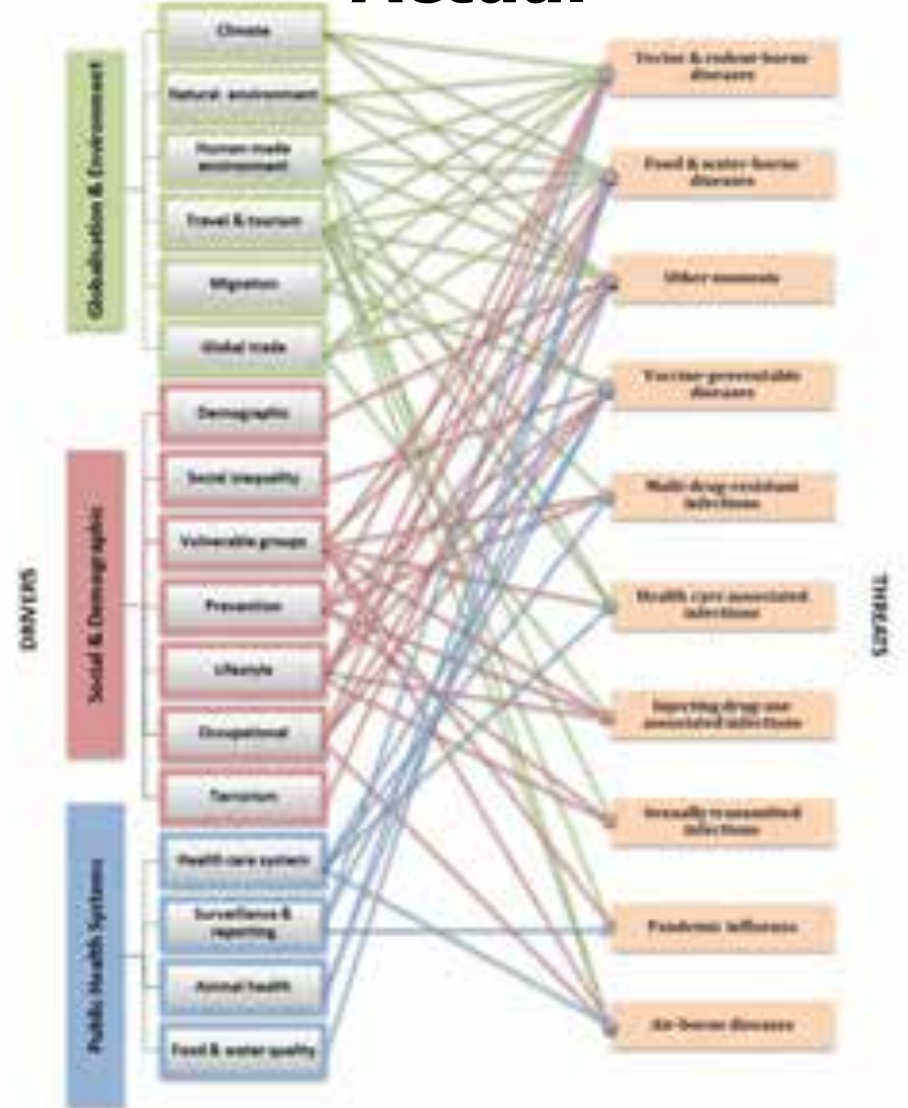 Actual
DRIVERS
Globalisation & Environment
Climate
Natural environment
Human-made
environment
Travel & tourism
Migration
Global trade
Social & Demographic
Demographic
Social inequality
Vulnerable groups
Prevention
Lifestyle
Occupational
Terrorism
Public Health Systems
Health care system
Surveillance &
reporting
Animal health
Food & water quality
THREATS
Vector & rodent-borne
diseases
Food & water-borne
diseases
Other zoonosis
Vaccine-preventable
diseases
Multi-drug-resistant
infections
Health care-associated
infections
Injecting drug-use
associated infections
Sexually transmitted
infections
Pandemic influenza
Air-borne diseases